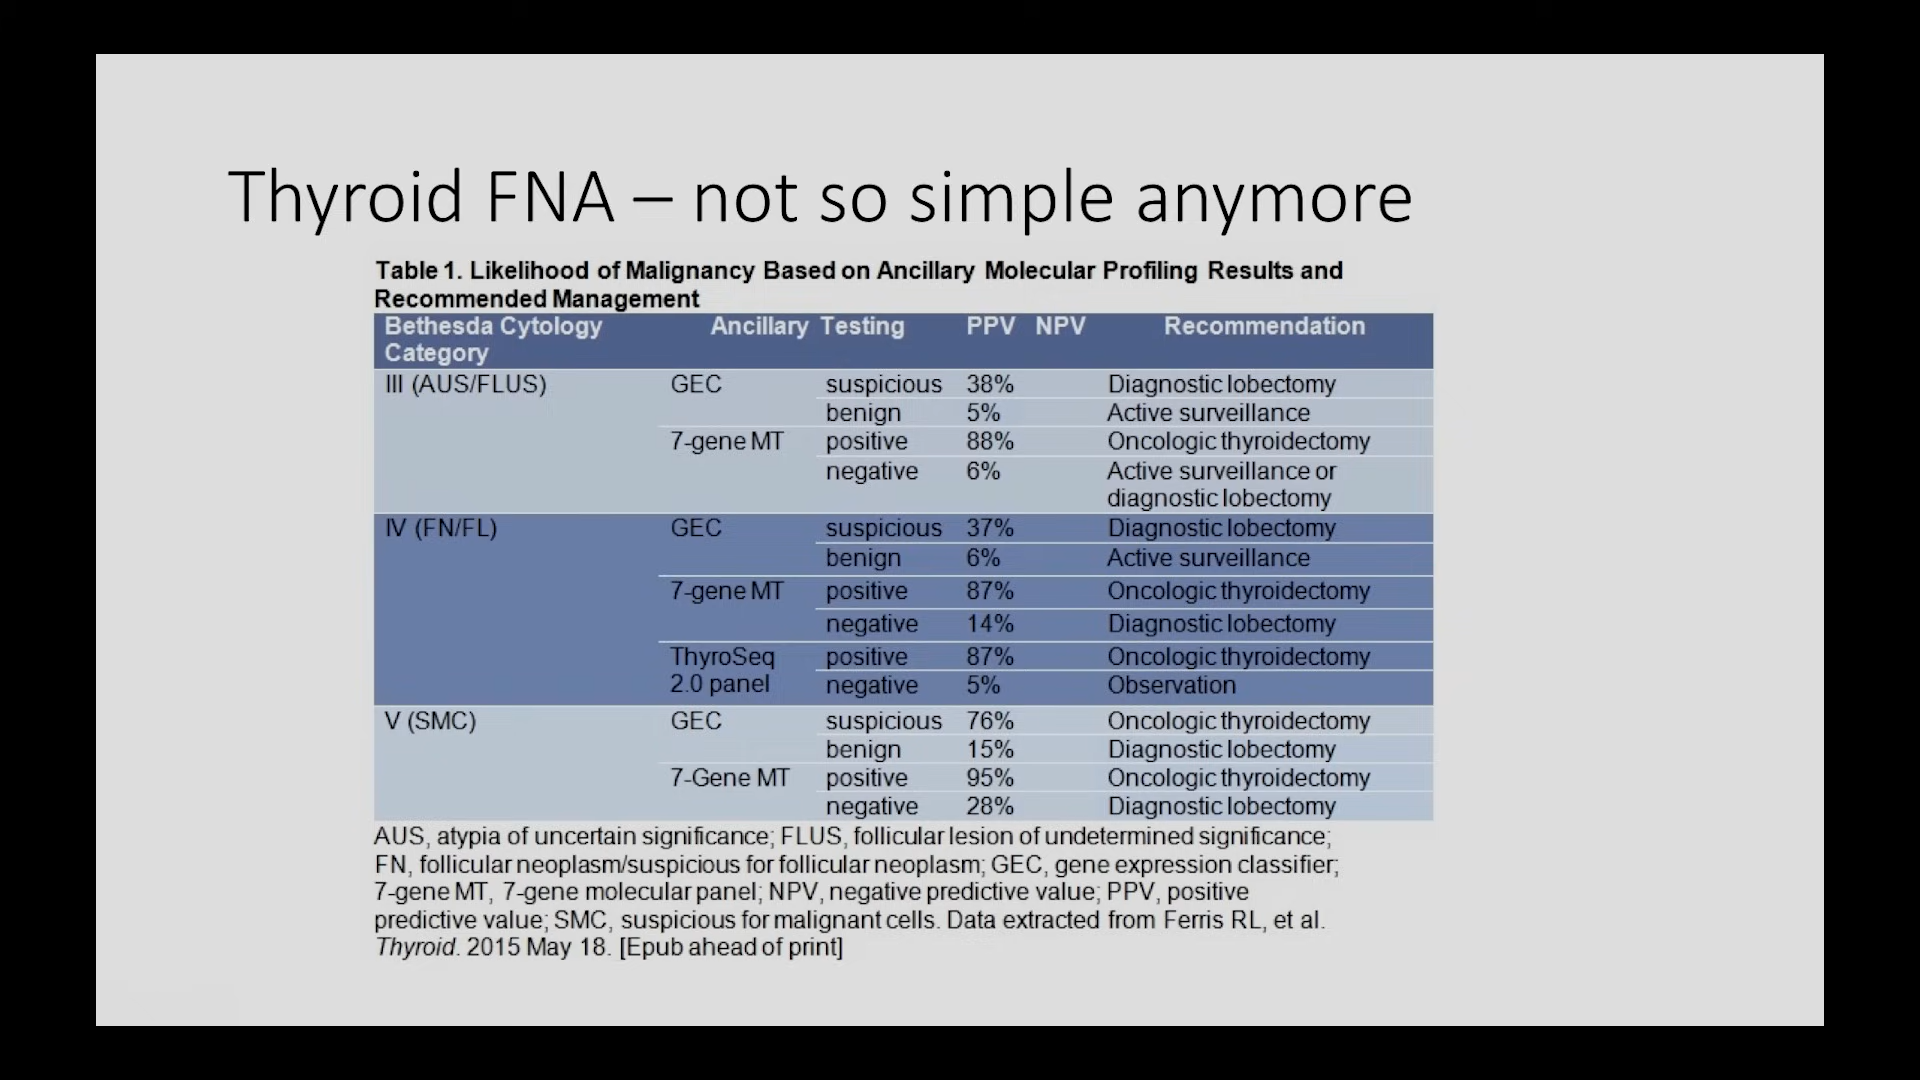 Thyroid FNA – not so simple anymore
Table 1. Likelihood of Malignancy Based on Ancillary Molecular Profiling Results and
Recommended Management
Bethesda Cytology Category Ancillary Testing PPV NPV Recommendation
III (AUS/FLUS) GEC suspicious 38% Diagnostic lobectomy
benign 5% Active surveillance
7-gene MT positive 88% Oncologic thyroidectomy
negative 6% Active surveillance or
diagnostic lobectomy
IV (FN/FL) GEC suspicious 37% Diagnostic lobectomy
benign 6% Active surveillance
7-gene MT positive 87% Oncologic thyroidectomy
negative 14% Diagnostic lobectomy
ThyroSeq positive 87% Oncologic thyroidectomy
2.0 panel negative 5% Observation
V (SMC) GEC suspicious 76% Oncologic thyroidectomy
benign 15% Diagnostic lobectomy
7-Gene MT positive 95% Oncologic thyroidectomy
negative 28% Diagnostic lobectomy
AUS, atypia of uncertain significance; FLUS, follicular lesion of undetermined significance;
FN, follicular neoplasm/suspicious for follicular neoplasm; GEC, gene expression classifier;
7-gene MT, 7-gene molecular panel; NPV, negative predictive value; PPV, positive
predictive value; SMC, suspicious for malignant cells. Data extracted from Ferris RL, et al.
Thyroid. 2015 May 18. [Epub ahead of print]